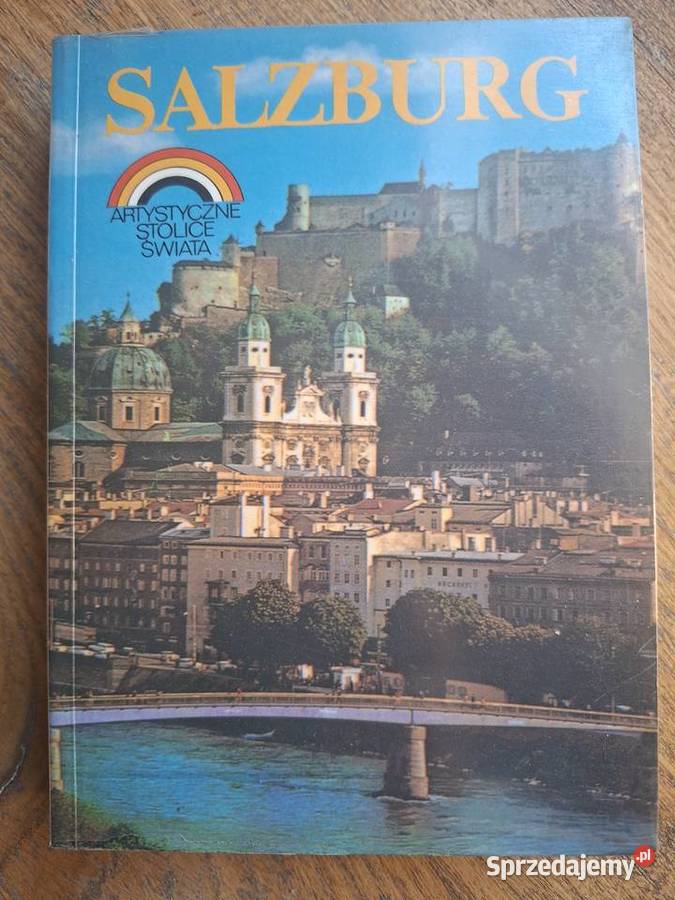 SALZBURG
ARTYSTYCZNE
STOLICE
ŚWIATA
Sprzedajemy.pl